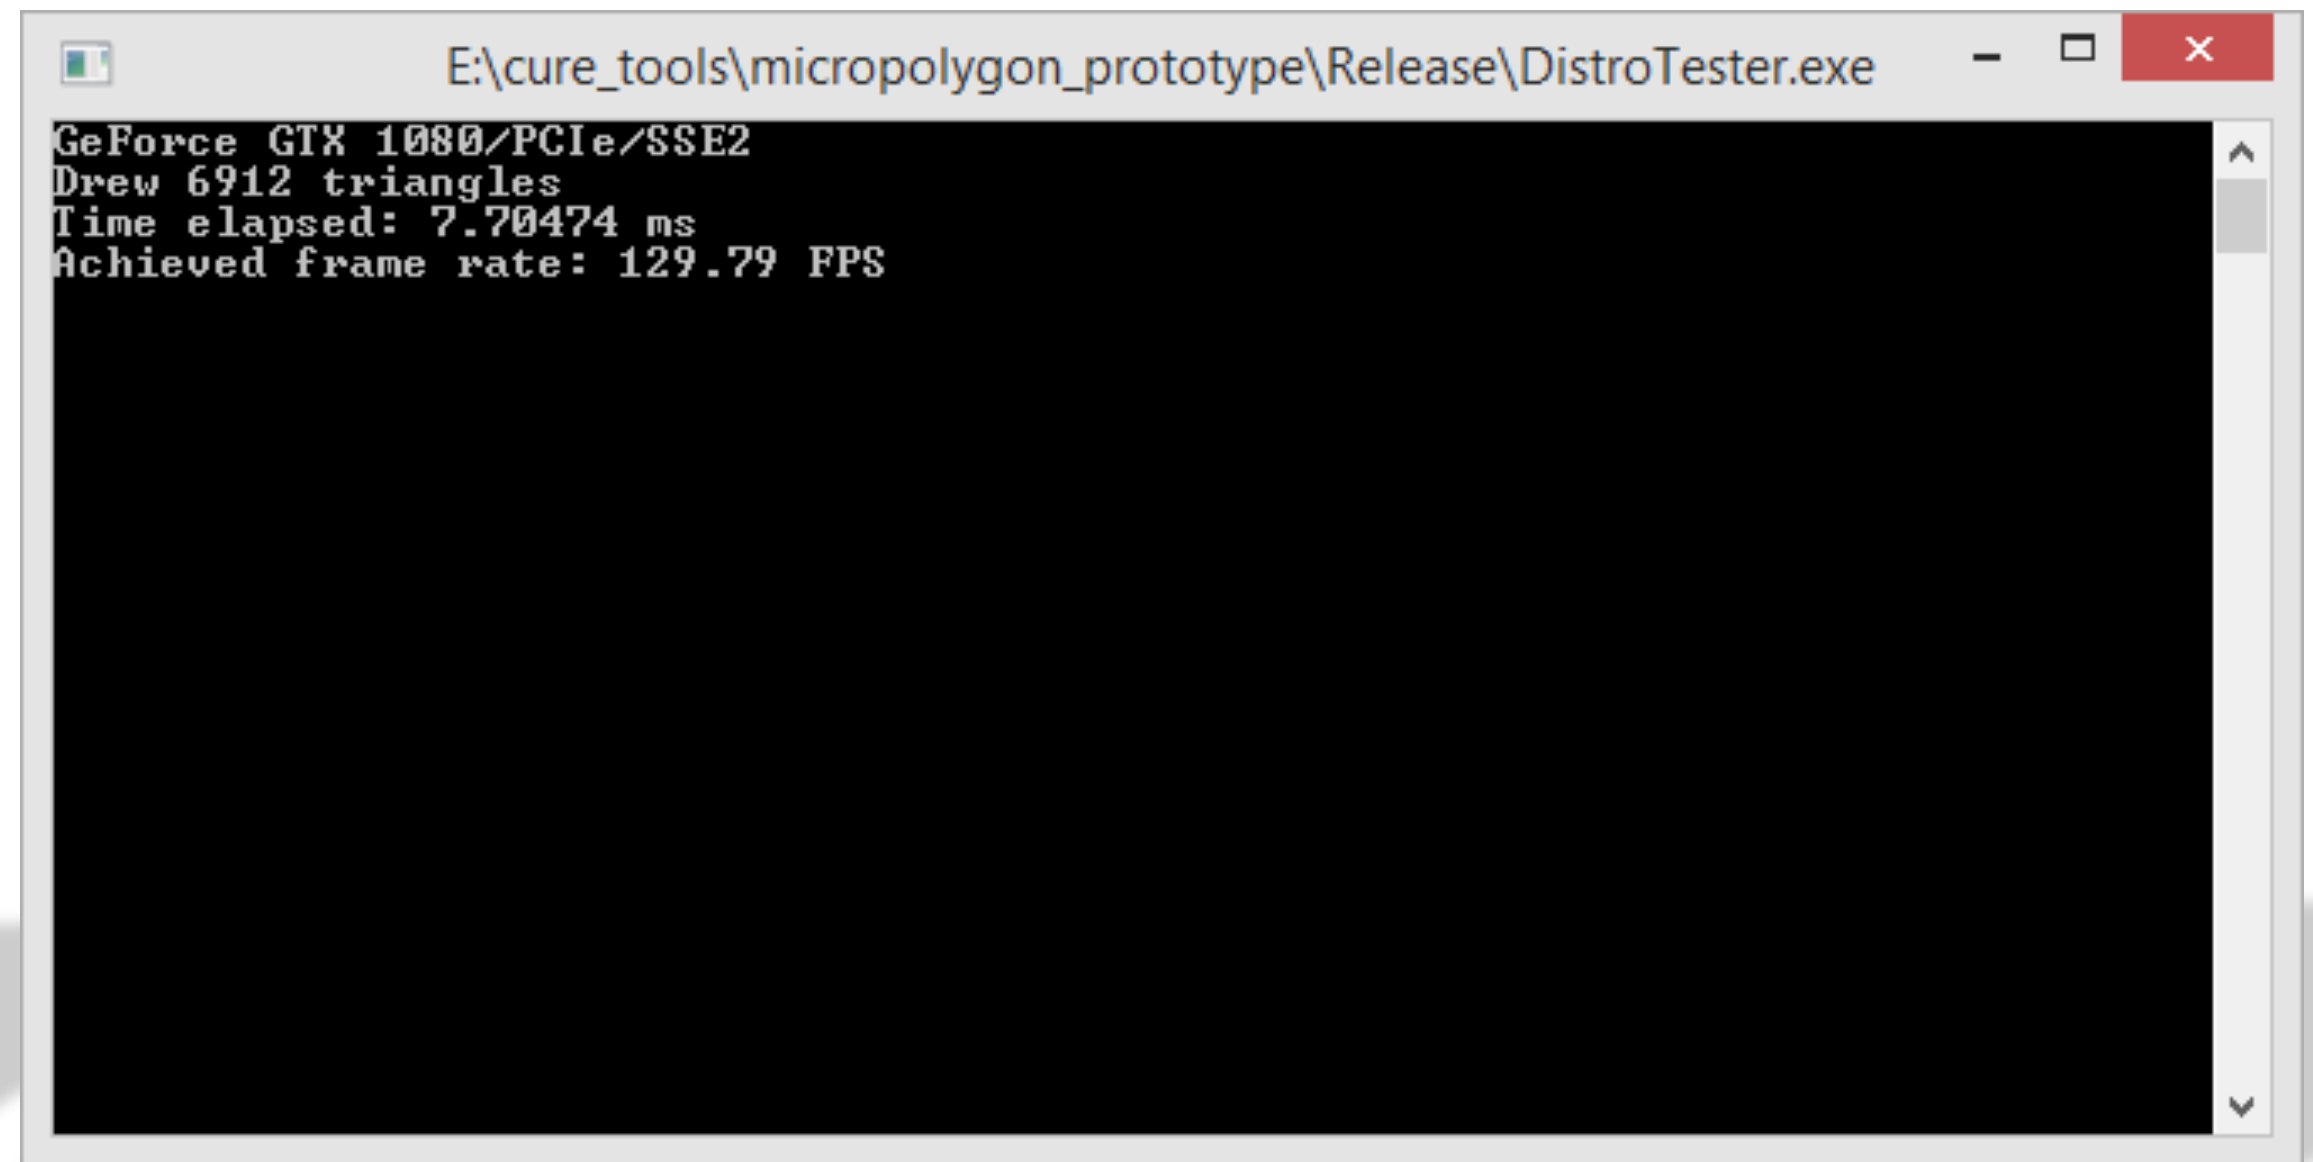 E:\cure_tools\micropolygon_prototype\Release\DistroTester.exe
GeForce GTX 1080/PCIe/SSE2
Drew 6912 triangles
Time elapsed: 7.70474 ms
Achieved frame rate: 129.79 FPS